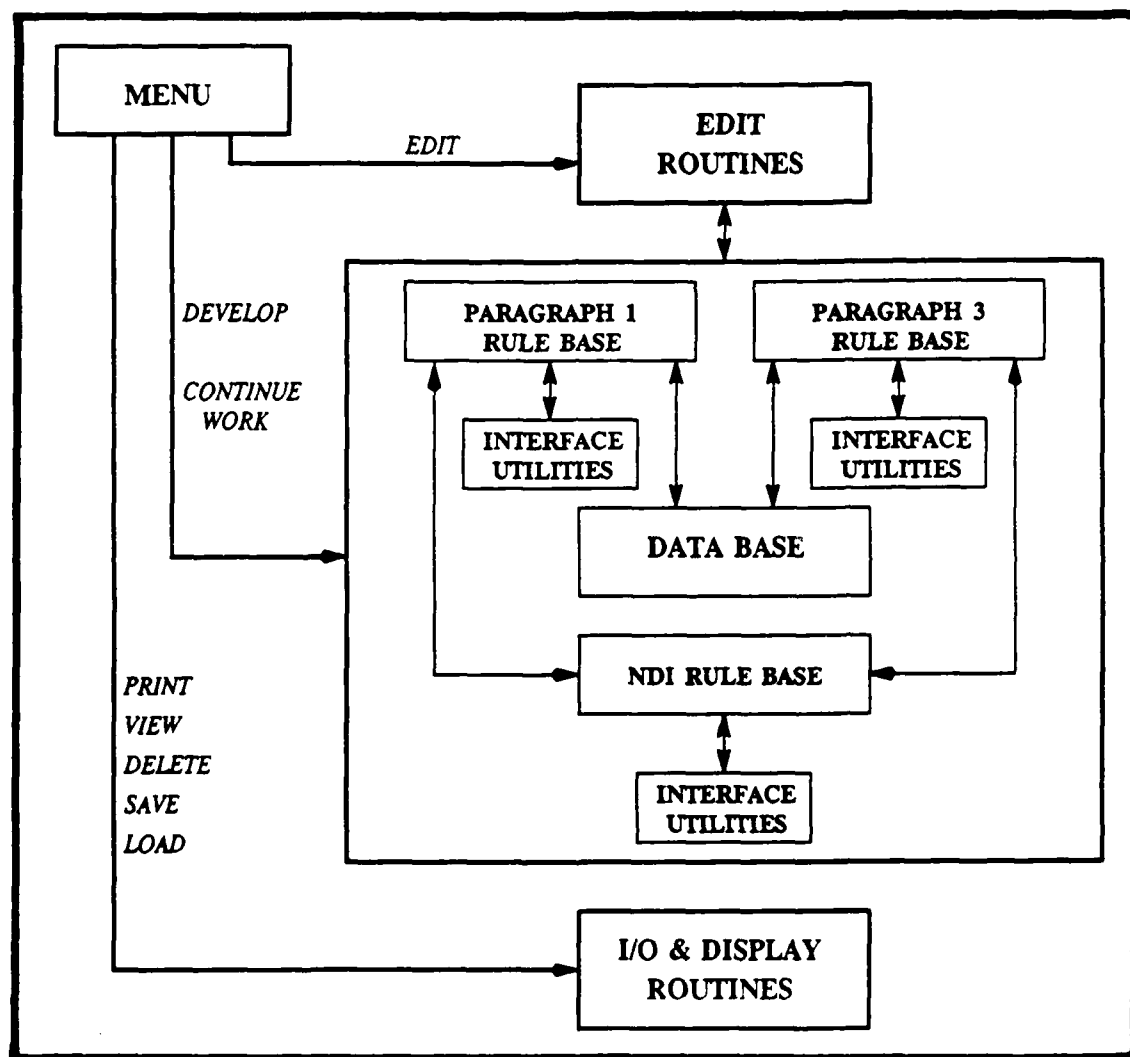 MENU
EDIT
EDIT
ROUTINES
DEVELOP
CONTINUE
WORK
PARAGRAPH 1
RULE BASE
PARAGRAPH 3
RULE BASE
INTERFACE
UTILITIES
INTERFACE
UTILITIES
DATA BASE
NDI RULE BASE
INTERFACE
UTILITIES
PRINT
VIEW
DELETE
SAVE
LOAD
I/O & DISPLAY
ROUTINES